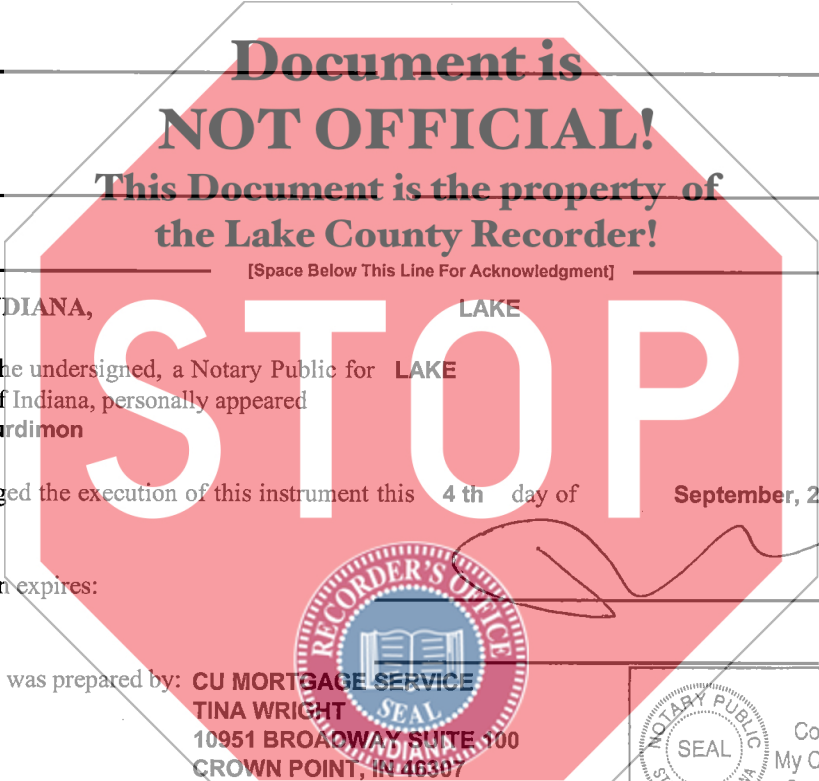 Document is
NOT OFFICIAL!
This Document is the property of
the Lake County Recorder!
[Space Below This Line For Acknowledgment]
DIANA, LAKE
STOP
he undersigned, a Notary Public for LAKE
f Indiana, personally appeared
rdimon
ged the execution of this instrument this 4 th day of September, 2
n expires:
RECORDER'S OFFICE
SEAL
INDIANA
was prepared by: CU MORTGAGE SERVICE
TINA WRIGHT
10951 BROADWAY SUITE 100
CROWN POINT, IN 46307
NOTARY PUBLIC
SEAL
Co
My C